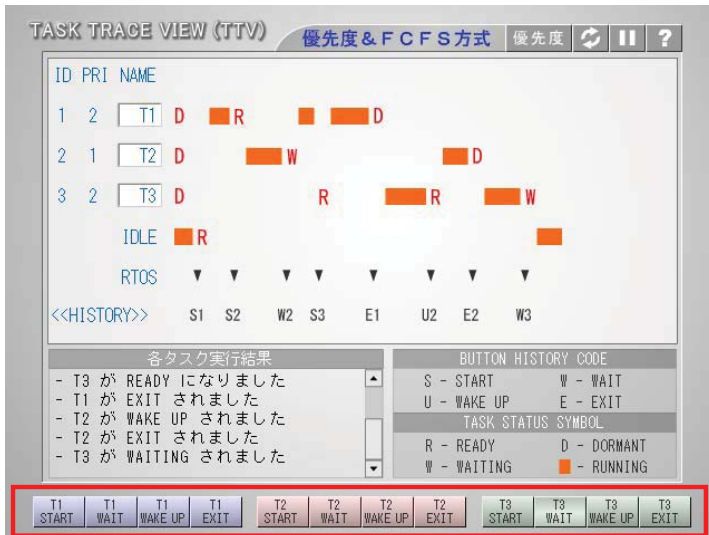 TASK TRACE VIEW (TTV) 優先度&FCFS方式 優先度 ?
ID PRI NAME
1 2 T1 D R D
2 1 T2 D W D
3 2 T3 D R R W
IDLE R
RTOS ▼ ▼ ▼ ▼ ▼ ▼ ▼ ▼
<<HISTORY>> S1 S2 W2 S3 E1 U2 E2 W3
各タスク実行結果
- T3 が READY になりました
- T1 が EXIT されました
- T2 が WAKE UP されました
- T2 が EXIT されました
- T3 が WAITING されました
BUTTON HISTORY CODE
S - START W - WAIT
U - WAKE UP E - EXIT
TASK STATUS SYMBOL
R - READY D - DORMANT
W - WAITING - RUNNING
T1 START T1 WAIT T1 WAKE UP T1 EXIT T2 START T2 WAIT T2 WAKE UP T2 EXIT T3 START T3 WAIT T3 WAKE UP T3 EXIT